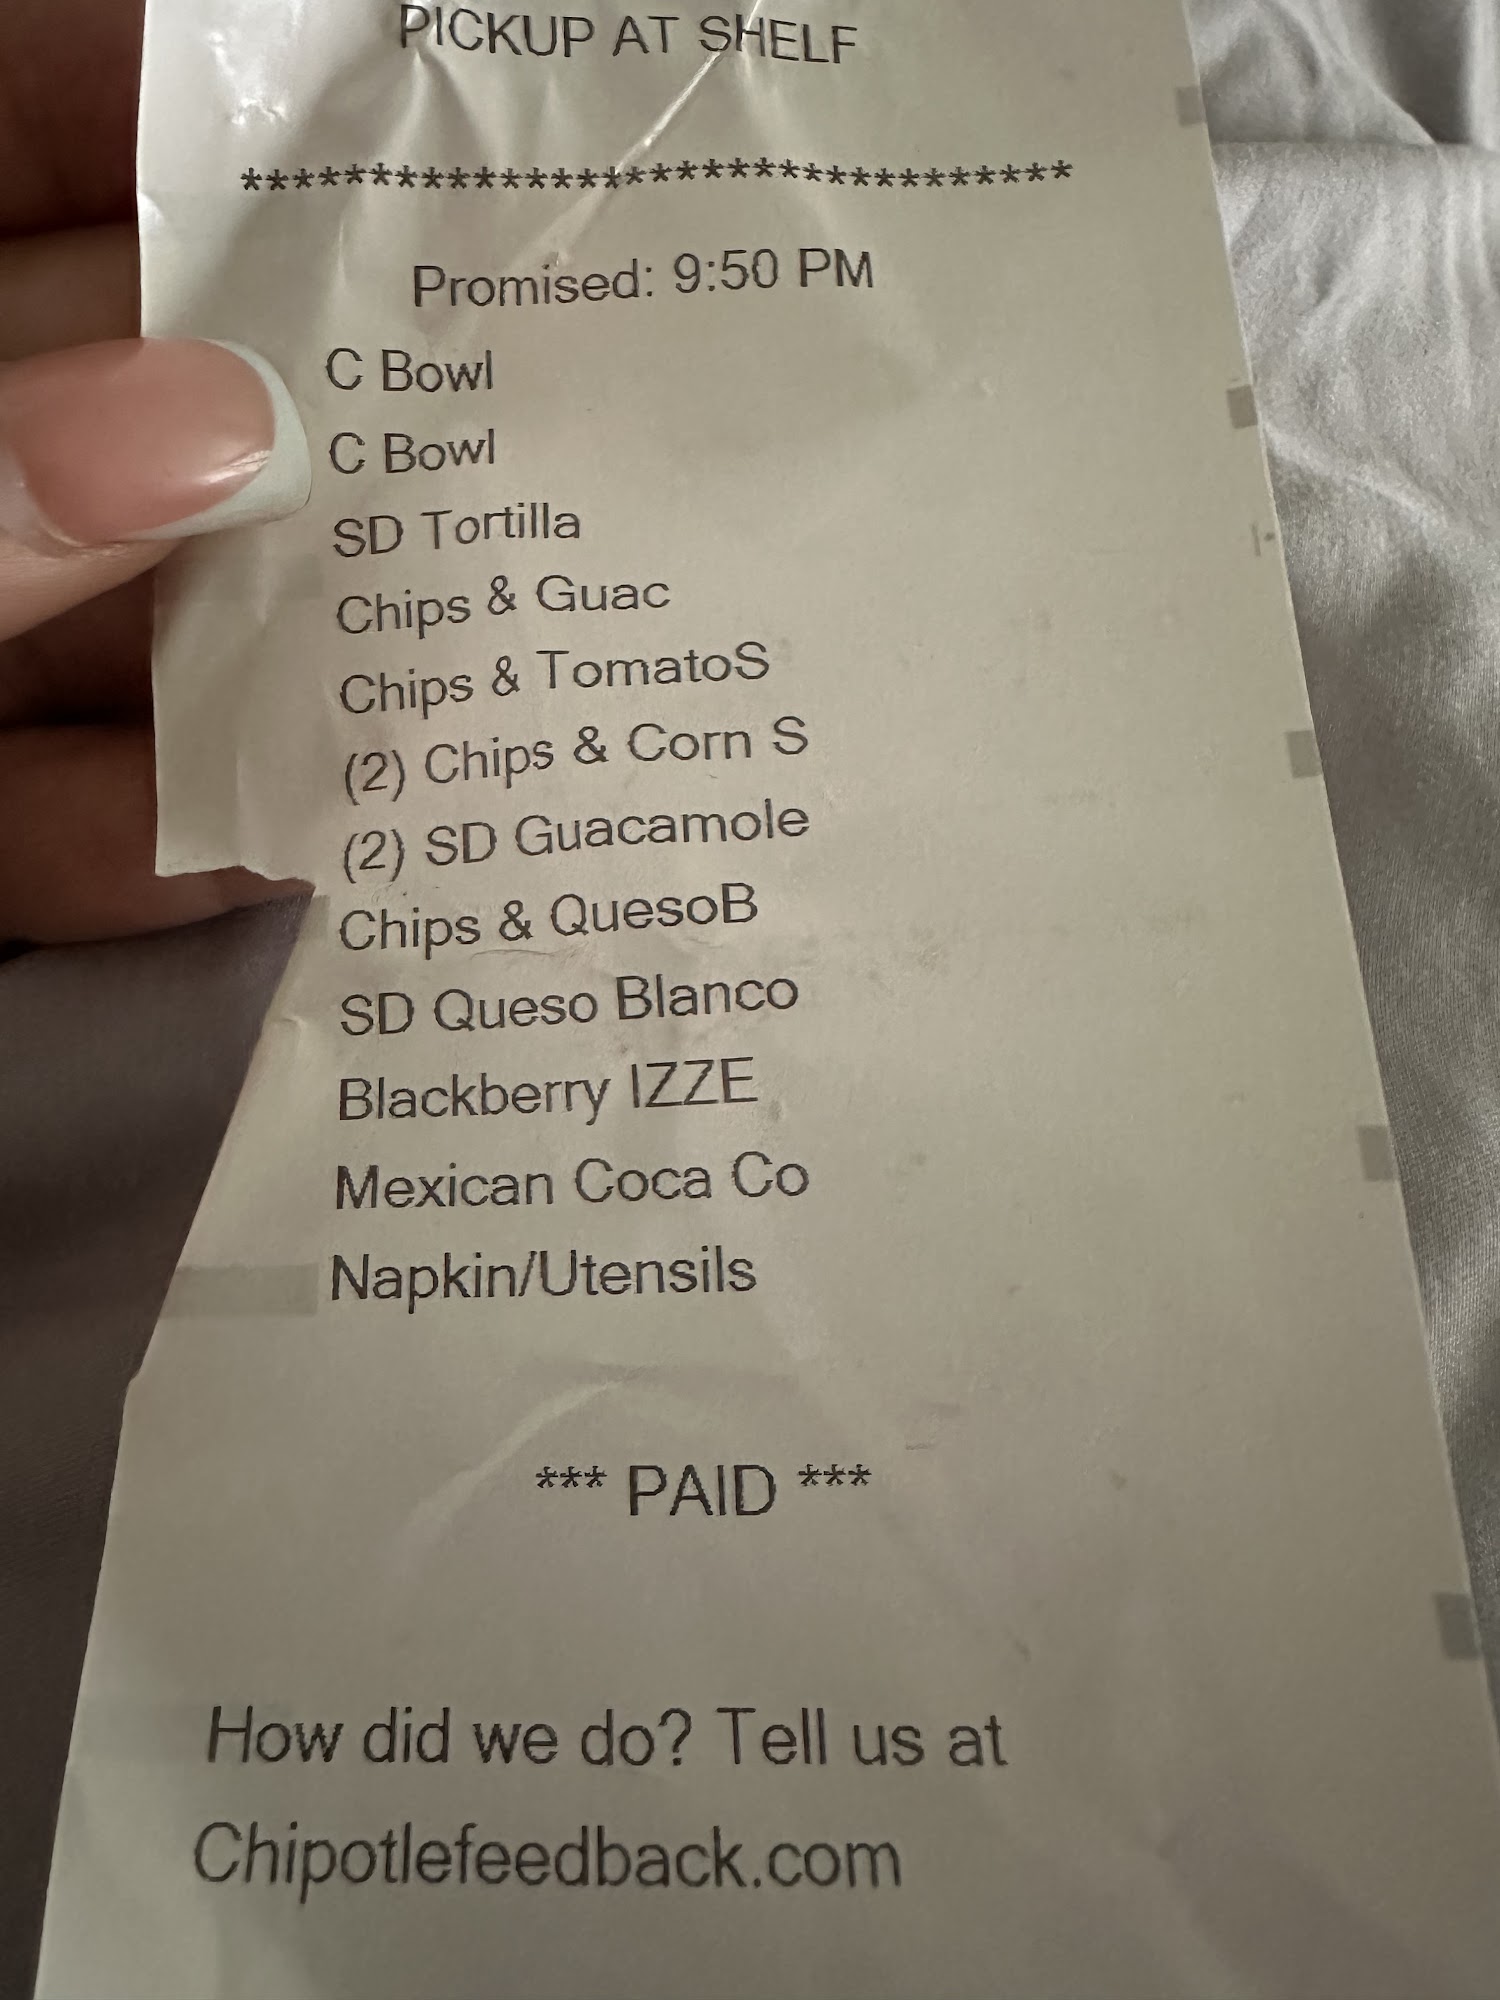 PICKUP AT SHELF
********************************
Promised: 9:50 PM
C Bowl
C Bowl
SD Tortilla
Chips & Guac
Chips & TomatoS
(2) Chips & Corn S
(2) SD Guacamole
Chips & QuesoB
SD Queso Blanco
Blackberry IZZE
Mexican Coca Co
Napkin/Utensils
*** PAID ***
How did we do? Tell us at
Chipotlefeedback.com